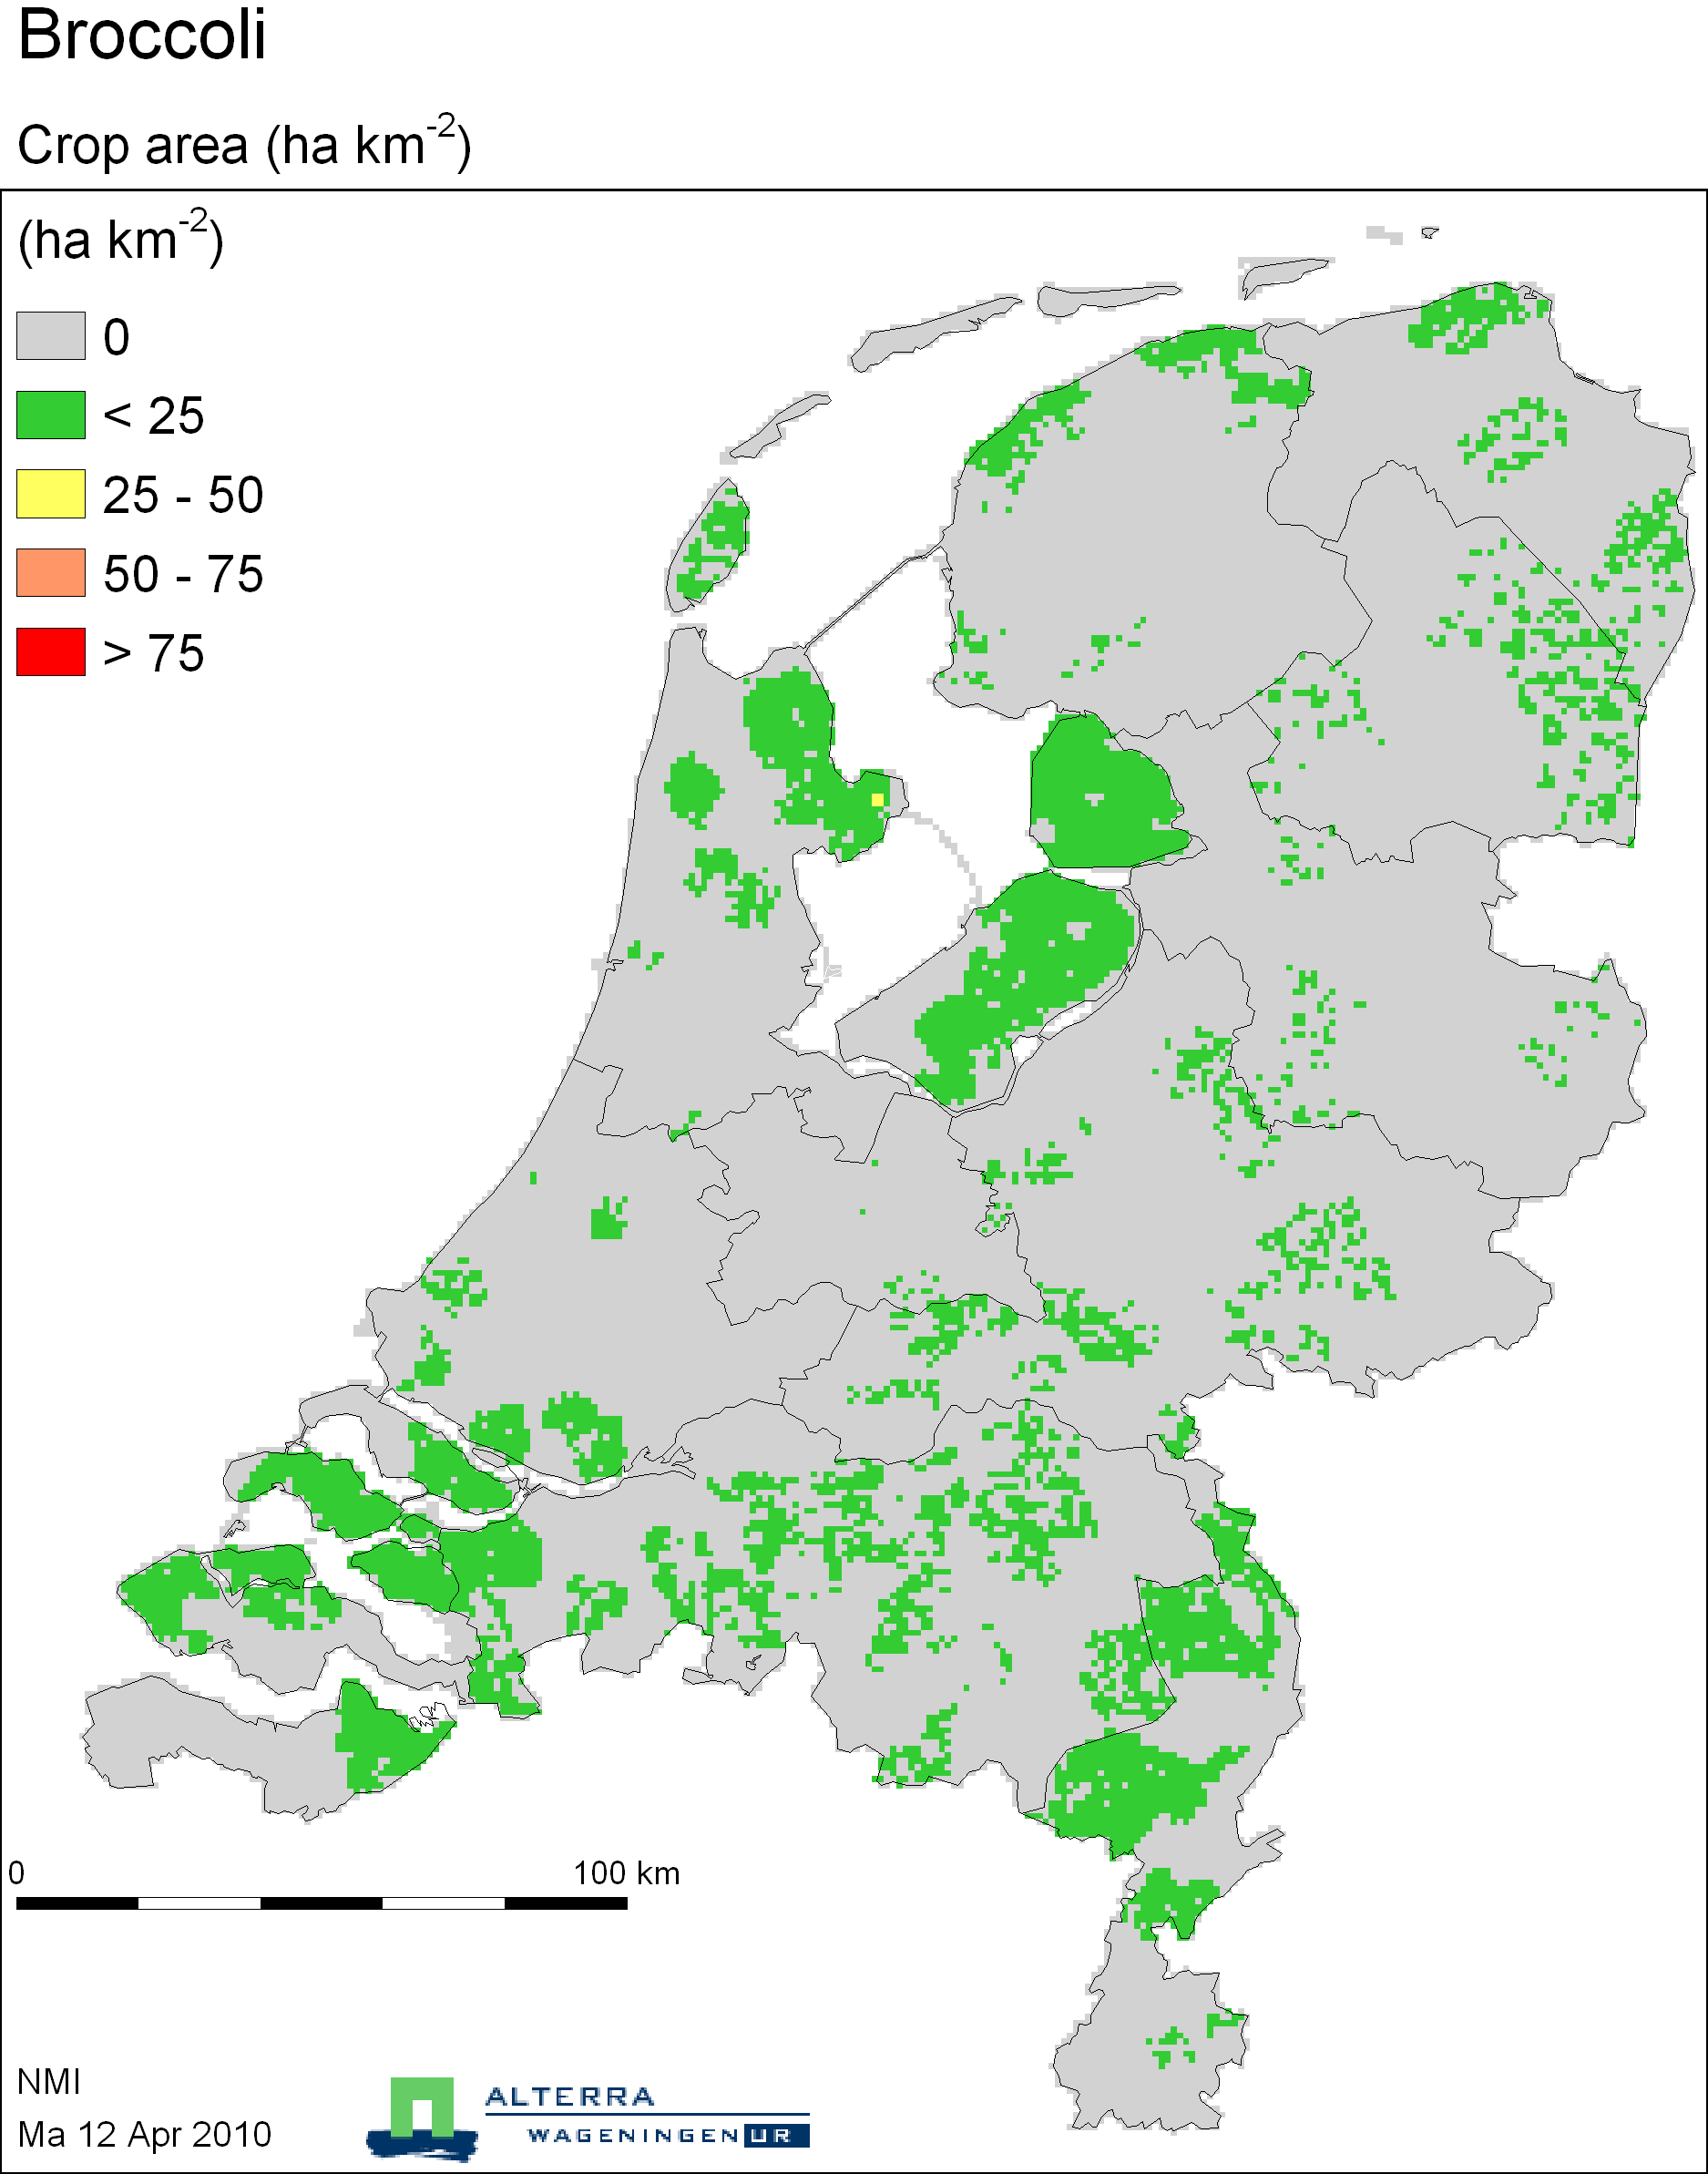 Broccoli
Crop area (ha km-2)
(ha km-2)
0
< 25
25 - 50
50 - 75
> 75
0 100 km
NMI
Ma 12 Apr 2010
ALTERRA
WAGENINGEN UR